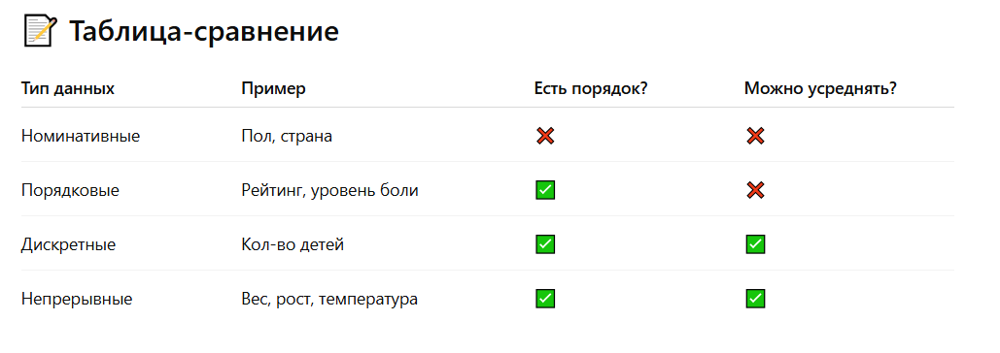 📝 Таблица-сравнение
Тип данных Пример Есть порядок? Можно усреднять?
Номинативные Пол, страна ❌ ❌
Порядковые Рейтинг, уровень боли ✅ ❌
Дискретные Кол-во детей ✅ ✅
Непрерывные Вес, рост, температура ✅ ✅